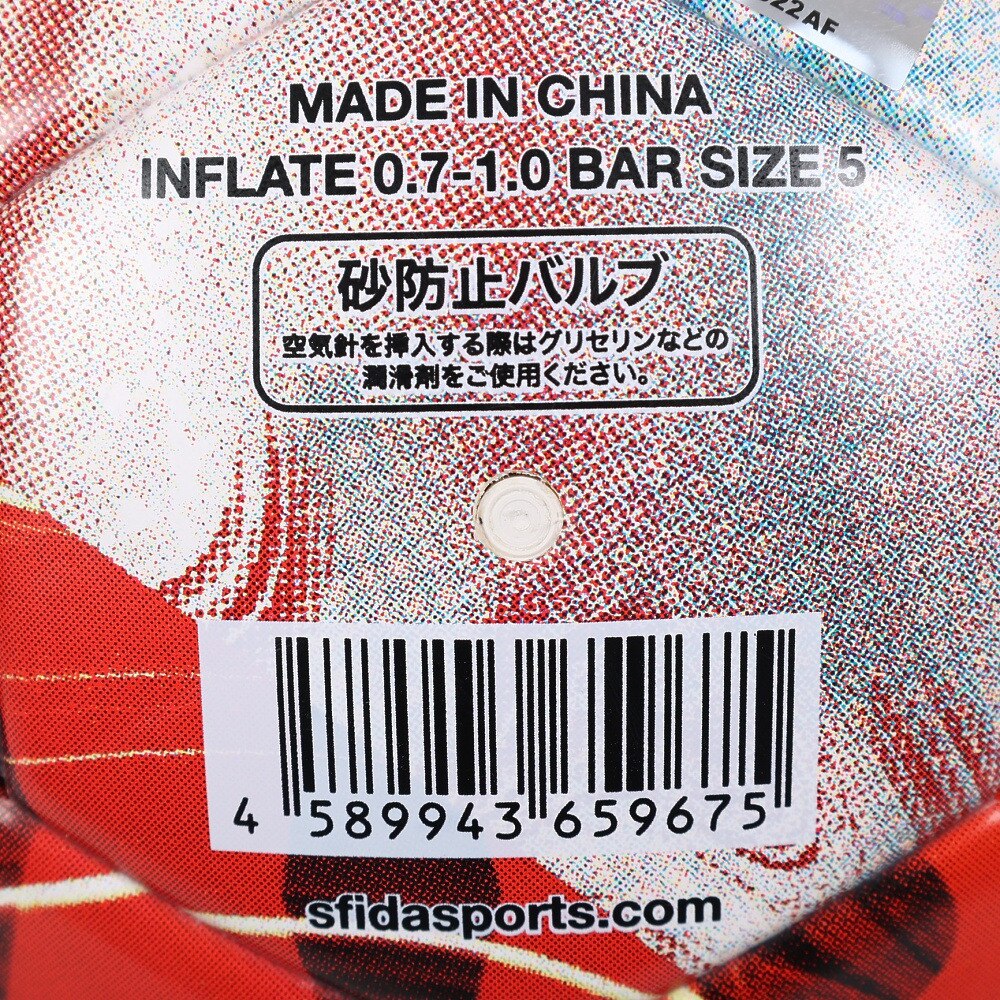 22AF
MADE IN CHINA
INFLATE 0.7-1.0 BAR SIZE 5
砂防止バルブ
空気針を挿入する際はグリセリンなどの
潤滑剤をご使用ください。
4 589943 659675
sfidasports.com